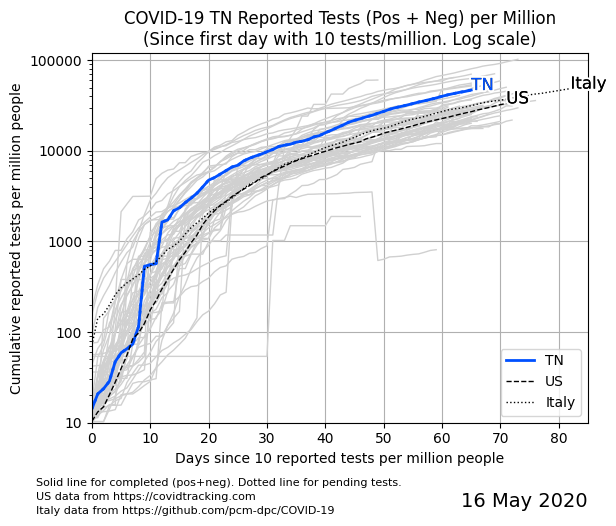 COVID-19 TN Reported Tests (Pos + Neg) per Million
(Since first day with 10 tests/million. Log scale)
Cumulative reported tests per million people
100000
10000
1000
100
10
TN
US
Italy
TN
US
Italy
0 10 20 30 40 50 60 70 80
Days since 10 reported tests per million people
Solid line for completed (pos+neg). Dotted line for pending tests.
US data from https://covidtracking.com
Italy data from https://github.com/pcm-dpc/COVID-19
16 May 2020